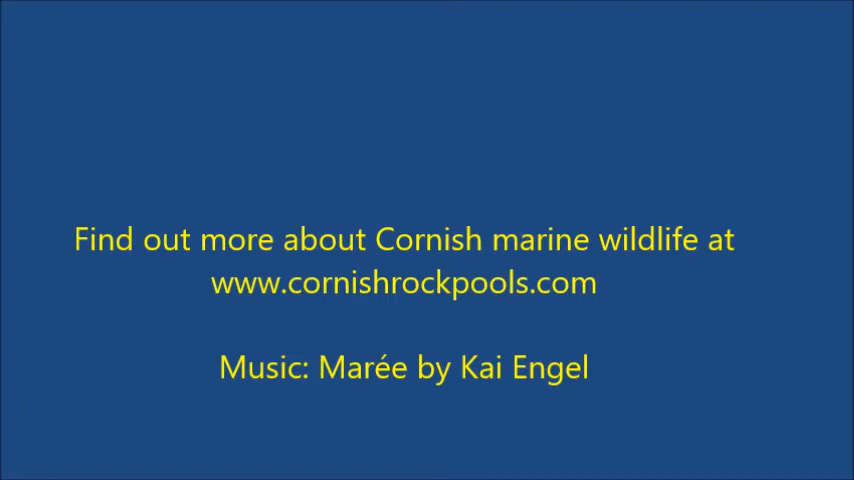 Find out more about Cornish marine wildlife at
www.cornishrockpools.com
Music: Marée by Kai Engel